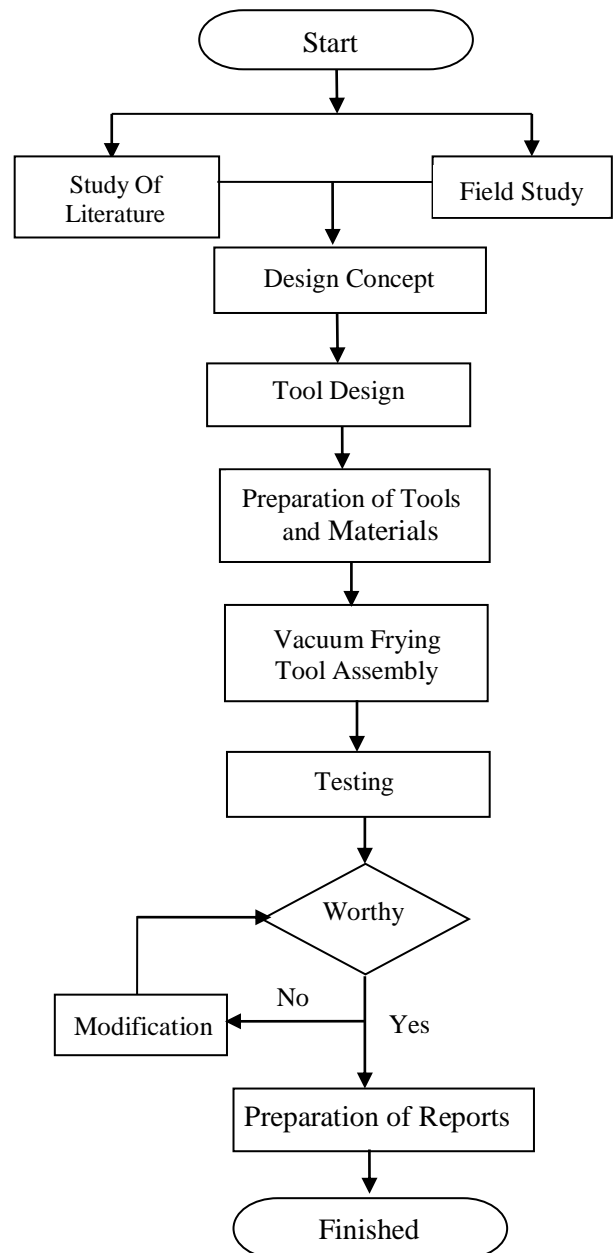 Start
Study Of
Literature
Field Study
Design Concept
Tool Design
Preparation of Tools
and Materials
Vacuum Frying
Tool Assembly
Testing
Worthy
No
Yes
Modification
Preparation of Reports
Finished